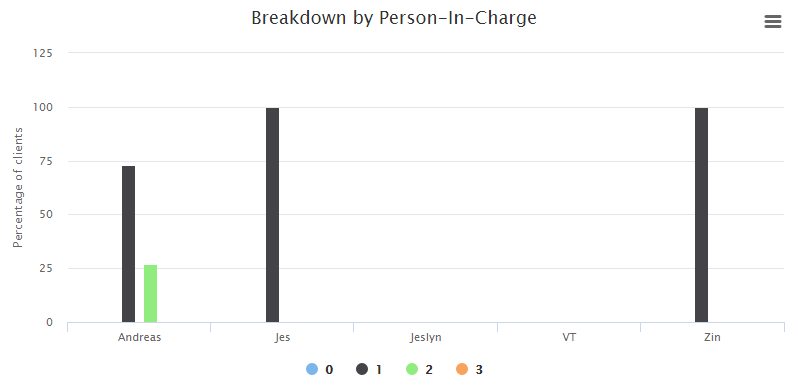 Breakdown by Person-In-Charge
125
100
75
50
25
0
Percentage of clients
Andreas Jes Jeslyn VT Zin
0 1 2 3